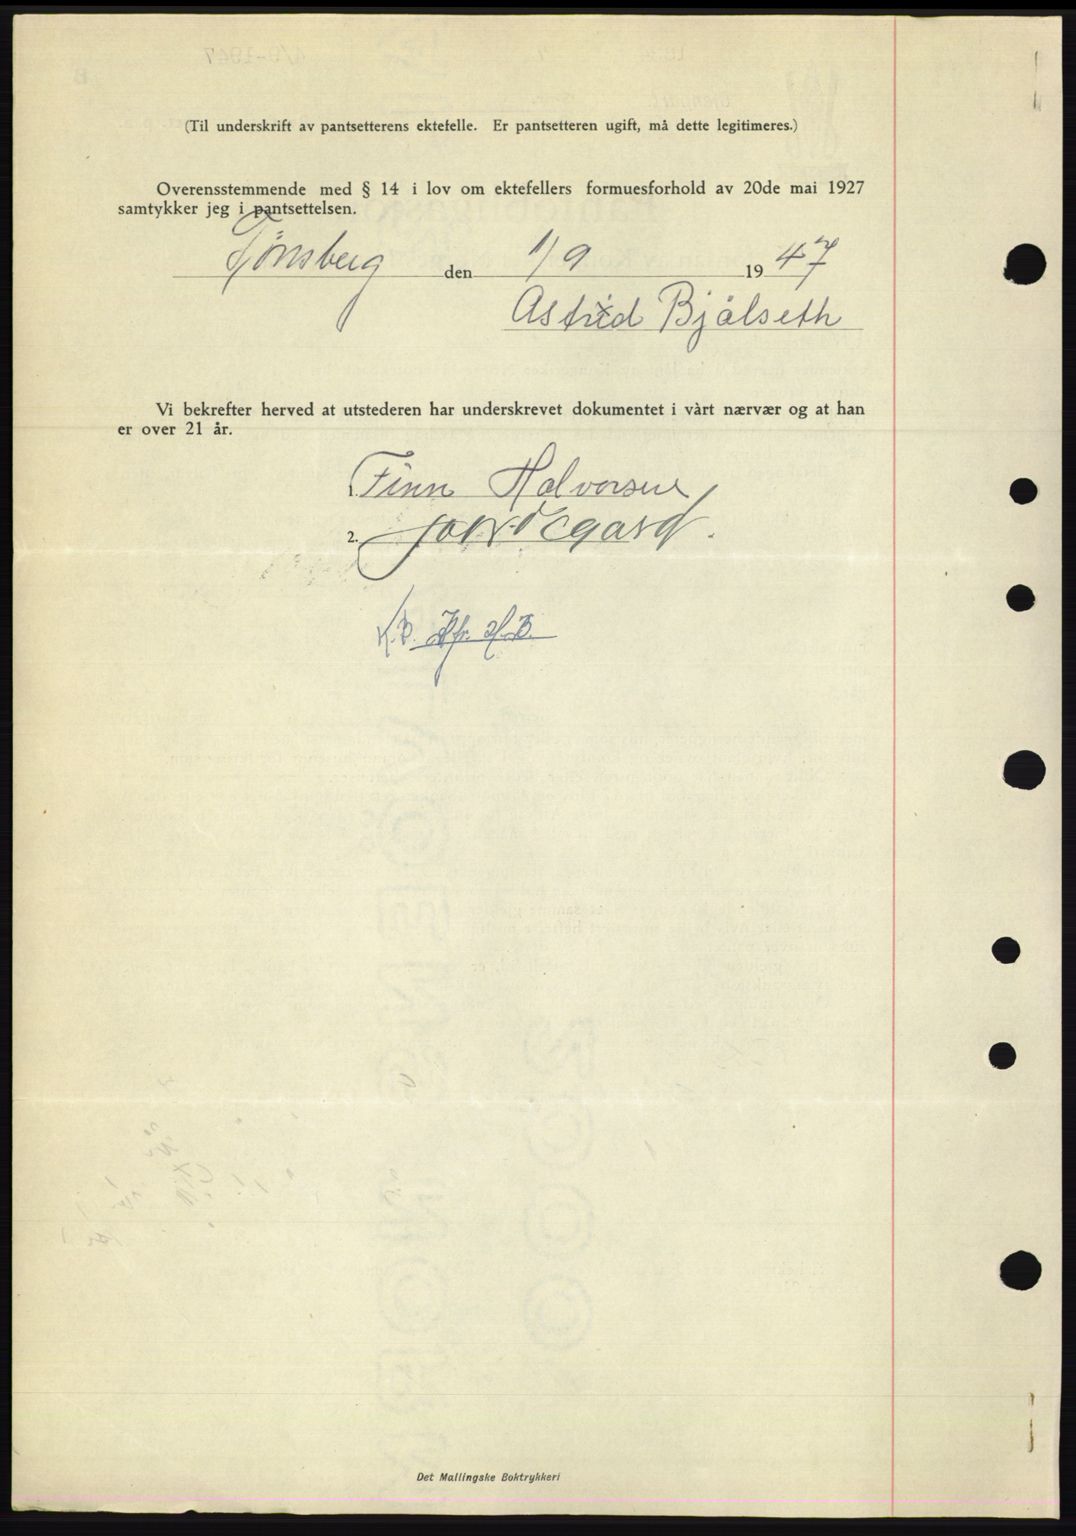 (Til underskrift av pantsetterens ektefelle. Er pantsetteren ugift, må dette legitimeres.)
Overensstemmende med § 14 i lov om ektefellers formuesforhold av 20de mai 1927
samtykker jeg i pantsettelsen.
Tönsberg den 1/9 1947
Astrid Bjålseth
Vi bekrefter herved at utstederen har underskrevet dokumentet i vårt nærvær og at han
er over 21 år.
1. Finn Halvorsen
2.
K.B.
Det Mallingske Boktrykkeri